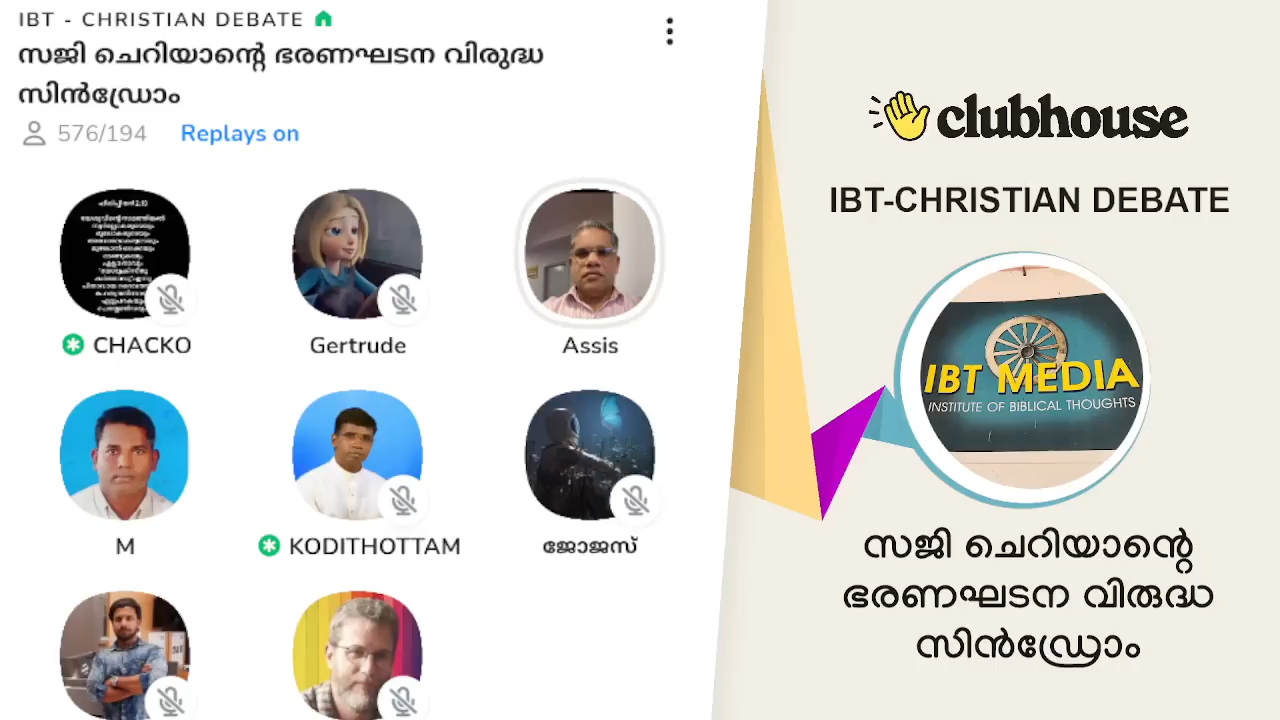 IBT - CHRISTIAN DEBATE
സജി ചെറിയാന്റെ ഭരണഘടന വിരുദ്ധ
സിൻഡ്രോം
576/194 Replays on
CHACKO
Gertrude
Assis
M
KODITHOTTAM
ജോജസ്
clubhouse
IBT-CHRISTIAN DEBATE
IBT MEDIA
INSTITUTE OF BIBLICAL THOUGHTS
സജി ചെറിയാന്റെ
ഭരണഘടന വിരുദ്ധ
സിൻഡ്രോം